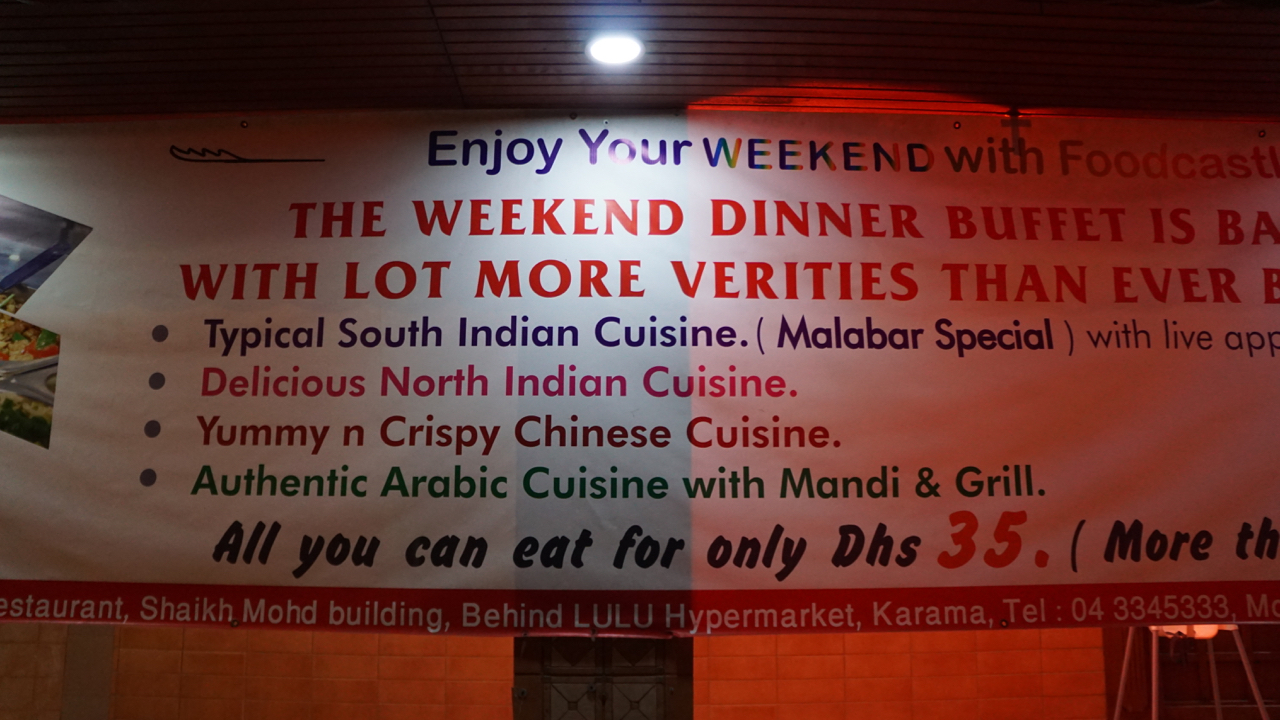 Enjoy Your WEEKEND with Foodcastl
THE WEEKEND DINNER BUFFET IS BA
WITH LOT MORE VERITIES THAN EVER B
• Typical South Indian Cuisine. ( Malabar Special ) with live app
• Delicious North Indian Cuisine.
• Yummy n Crispy Chinese Cuisine.
• Authentic Arabic Cuisine with Mandi & Grill.
All you can eat for only Dhs 35. ( More th
estaurant, Shaikh Mohd building, Behind LULU Hypermarket, Karama, Tel : 04 3345333, Mo